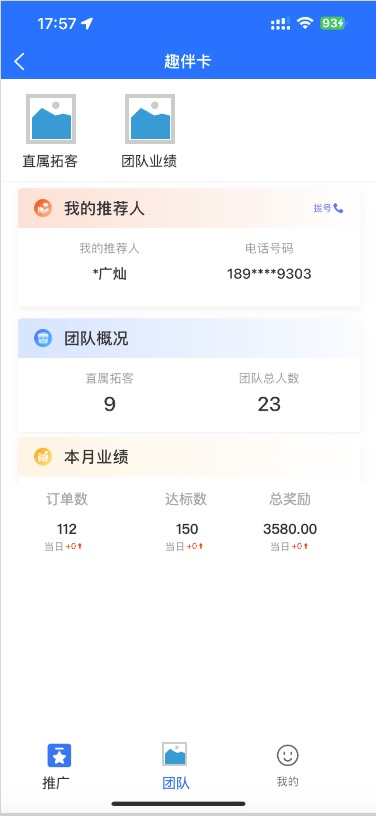 17:57
93
趣伴卡
直属拓客 团队业绩
我的推荐人 拨号
我的推荐人 电话号码
*广灿 189****9303
团队概况
直属拓客 团队总人数
9 23
本月业绩
订单数 达标数 总奖励
112 150 3580.00
当日+0 当日+0 当日+0
推广 团队 我的